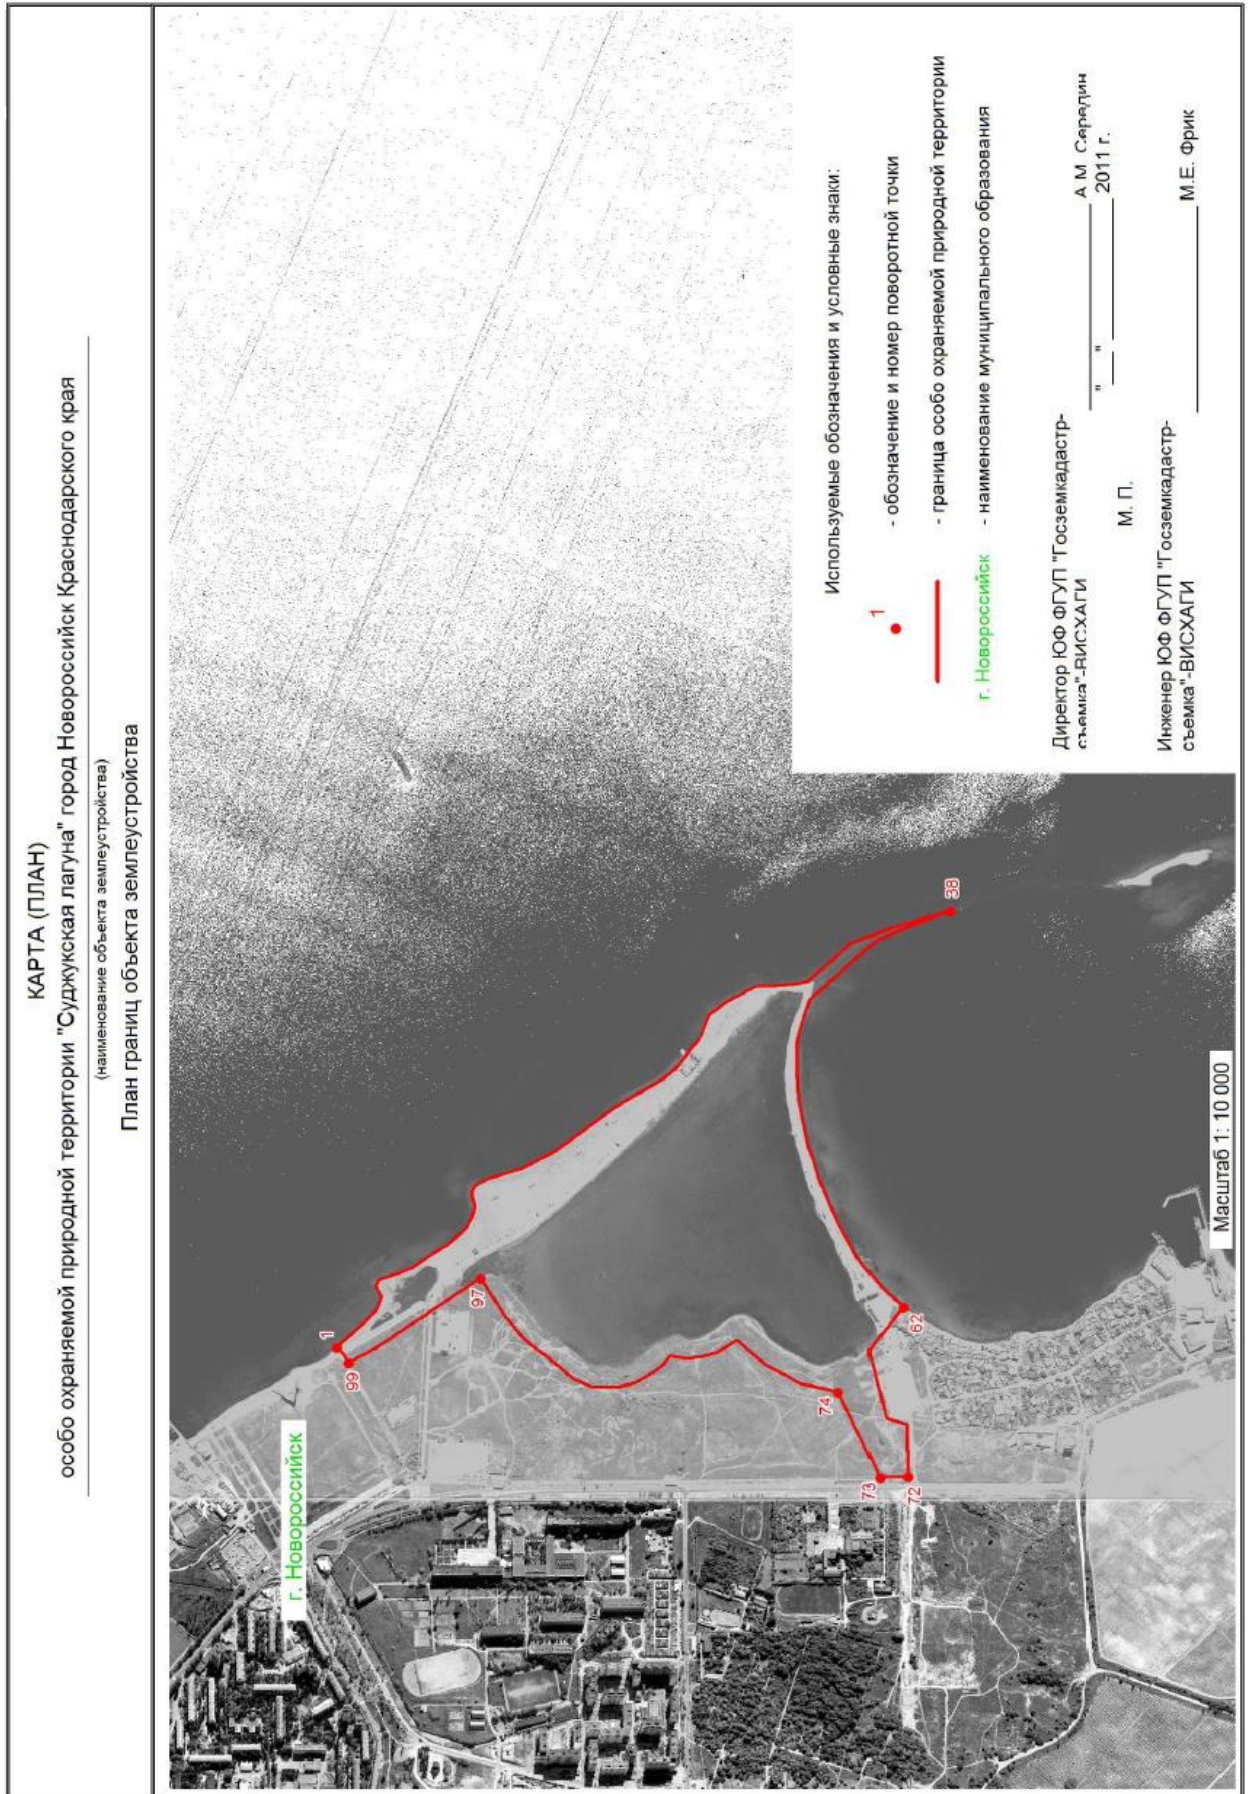 КАРТА (ПЛАН)
особо охраняемой природной территории "Суджукская лагуна" город Новороссийск Краснодарского края
(наименование объекта землеустройства)
План границ объекта землеустройства
г. Новороссийск
1
99
97
74
73
72
62
38
Масштаб 1: 10 000
Используемые обозначения и условные знаки:
1
- обозначение и номер поворотной точки
- граница особо охраняемой природной территории
г. Новороссийск - наименование муниципального образования
Директор ЮФ ФГУП "Госземкадастр-
съемка"-ВИСХАГИ А.М. Середин
"___" __________ 2011 г.
М. П.
Инженер ЮФ ФГУП "Госземкадастр-
съемка"-ВИСХАГИ М.Е. Фрик